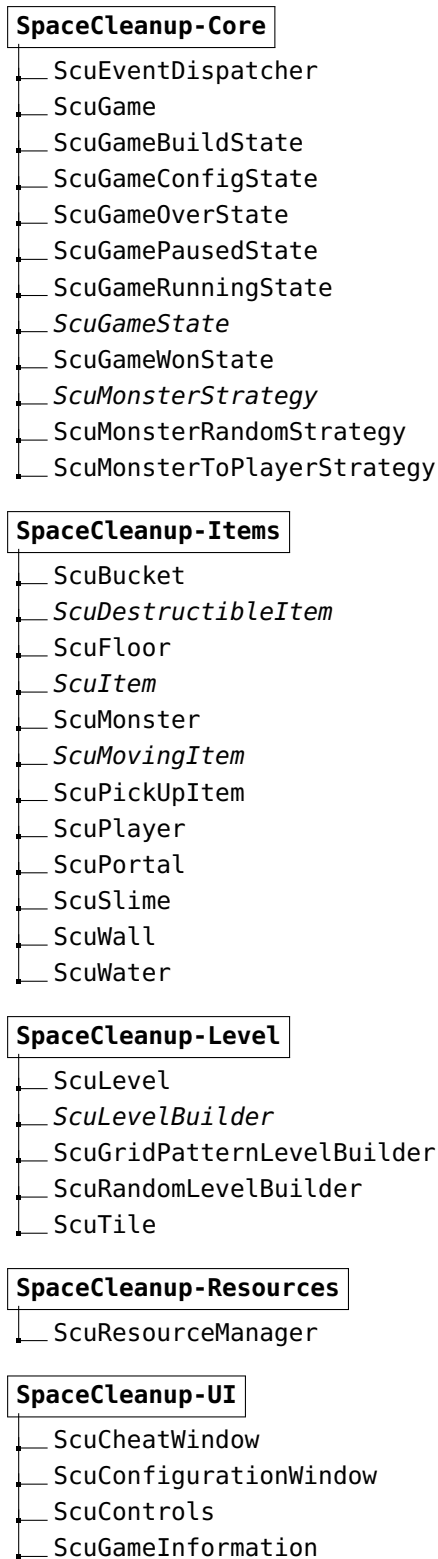 SpaceCleanup-Core
ScuEventDispatcher
ScuGame
ScuGameBuildState
ScuGameConfigState
ScuGameOverState
ScuGamePausedState
ScuGameRunningState
ScuGameState
ScuGameWonState
ScuMonsterStrategy
ScuMonsterRandomStrategy
ScuMonsterToPlayerStrategy
SpaceCleanup-Items
ScuBucket
ScuDestructibleItem
ScuFloor
ScuItem
ScuMonster
ScuMovingItem
ScuPickUpItem
ScuPlayer
ScuPortal
ScuSlime
ScuWall
ScuWater
SpaceCleanup-Level
ScuLevel
ScuLevelBuilder
ScuGridPatternLevelBuilder
ScuRandomLevelBuilder
ScuTile
SpaceCleanup-Resources
ScuResourceManager
SpaceCleanup-UI
ScuCheatWindow
ScuConfigurationWindow
ScuControls
ScuGameInformation